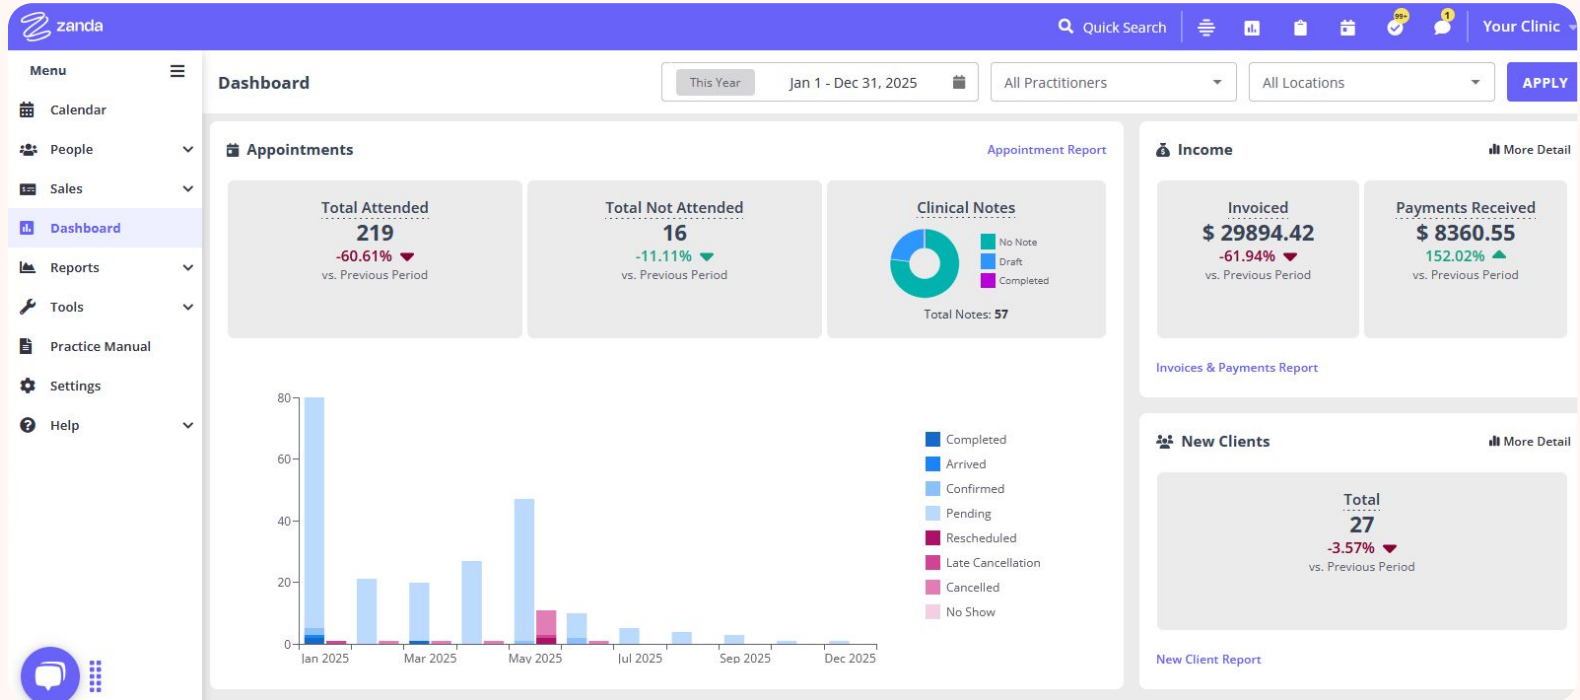 zanda
Quick Search
99+
1
Your Clinic
Menu
Calendar
People
Sales
Dashboard
Reports
Tools
Practice Manual
Settings
Help
Dashboard
This Year
Jan 1 - Dec 31, 2025
All Practitioners
All Locations
APPLY
Appointments
Appointment Report
Total Attended
219
-60.61%
vs. Previous Period
Total Not Attended
16
-11.11%
vs. Previous Period
Clinical Notes
No Note
Draft
Completed
Total Notes: 57
80
60
40
20
0
Jan 2025
Mar 2025
May 2025
Jul 2025
Sep 2025
Dec 2025
Completed
Arrived
Confirmed
Pending
Rescheduled
Late Cancellation
Cancelled
No Show
Income
More Detail
Invoiced
$ 29894.42
-61.94%
vs. Previous Period
Payments Received
$ 8360.55
152.02%
vs. Previous Period
Invoices & Payments Report
New Clients
More Detail
Total
27
-3.57%
vs. Previous Period
New Client Report